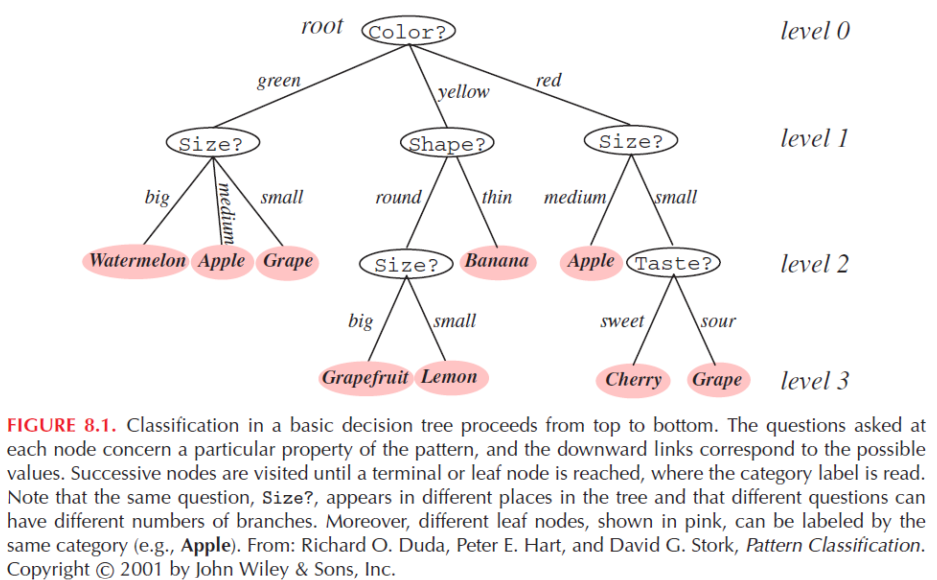 root Color? level 0
green yellow red
Size? Shape? Size? level 1
big medium small round thin medium small
Watermelon Apple Grape Size? Banana Apple Taste? level 2
big small sweet sour
Grapefruit Lemon Cherry Grape level 3
FIGURE 8.1. Classification in a basic decision tree proceeds from top to bottom. The questions asked at
each node concern a particular property of the pattern, and the downward links correspond to the possible
values. Successive nodes are visited until a terminal or leaf node is reached, where the category label is read.
Note that the same question, Size?, appears in different places in the tree and that different questions can
have different numbers of branches. Moreover, different leaf nodes, shown in pink, can be labeled by the
same category (e.g., Apple). From: Richard O. Duda, Peter E. Hart, and David G. Stork, Pattern Classification.
Copyright © 2001 by John Wiley & Sons, Inc.